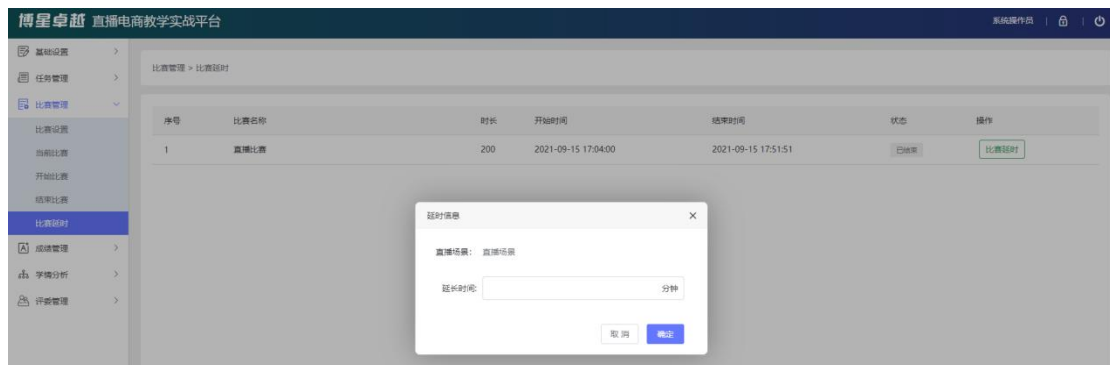 博星卓越 直播电商教学实战平台
系统操作员
基础设置
任务管理
比赛管理
比赛设置
当前比赛
开始比赛
结束比赛
比赛延时
成绩管理
学情分析
评委管理
比赛管理 > 比赛延时
序号 比赛名称 时长 开始时间 结束时间 状态 操作
1 直播比赛 200 2021-09-15 17:04:00 2021-09-15 17:51:51 已结束 比赛延时
延时信息
直播场景： 直播场景
延长时间: 分钟
取 消 确定